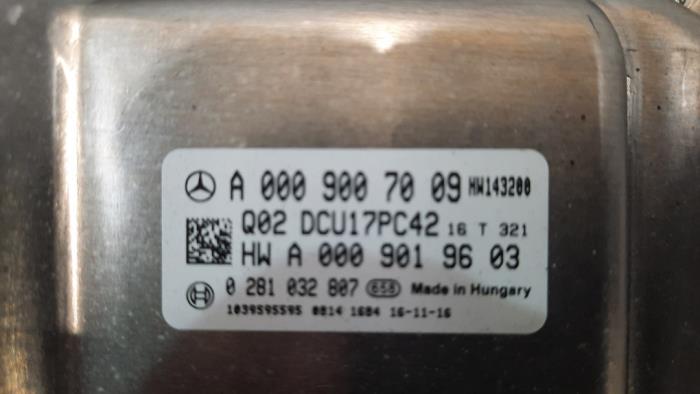 A 000 900 70 09 HW143200
Q02 DCU17PC42 16 T 321
HW A 000 901 96 03
0 281 032 807 658 Made in Hungary
1039S95595 0814 1684 16-11-16